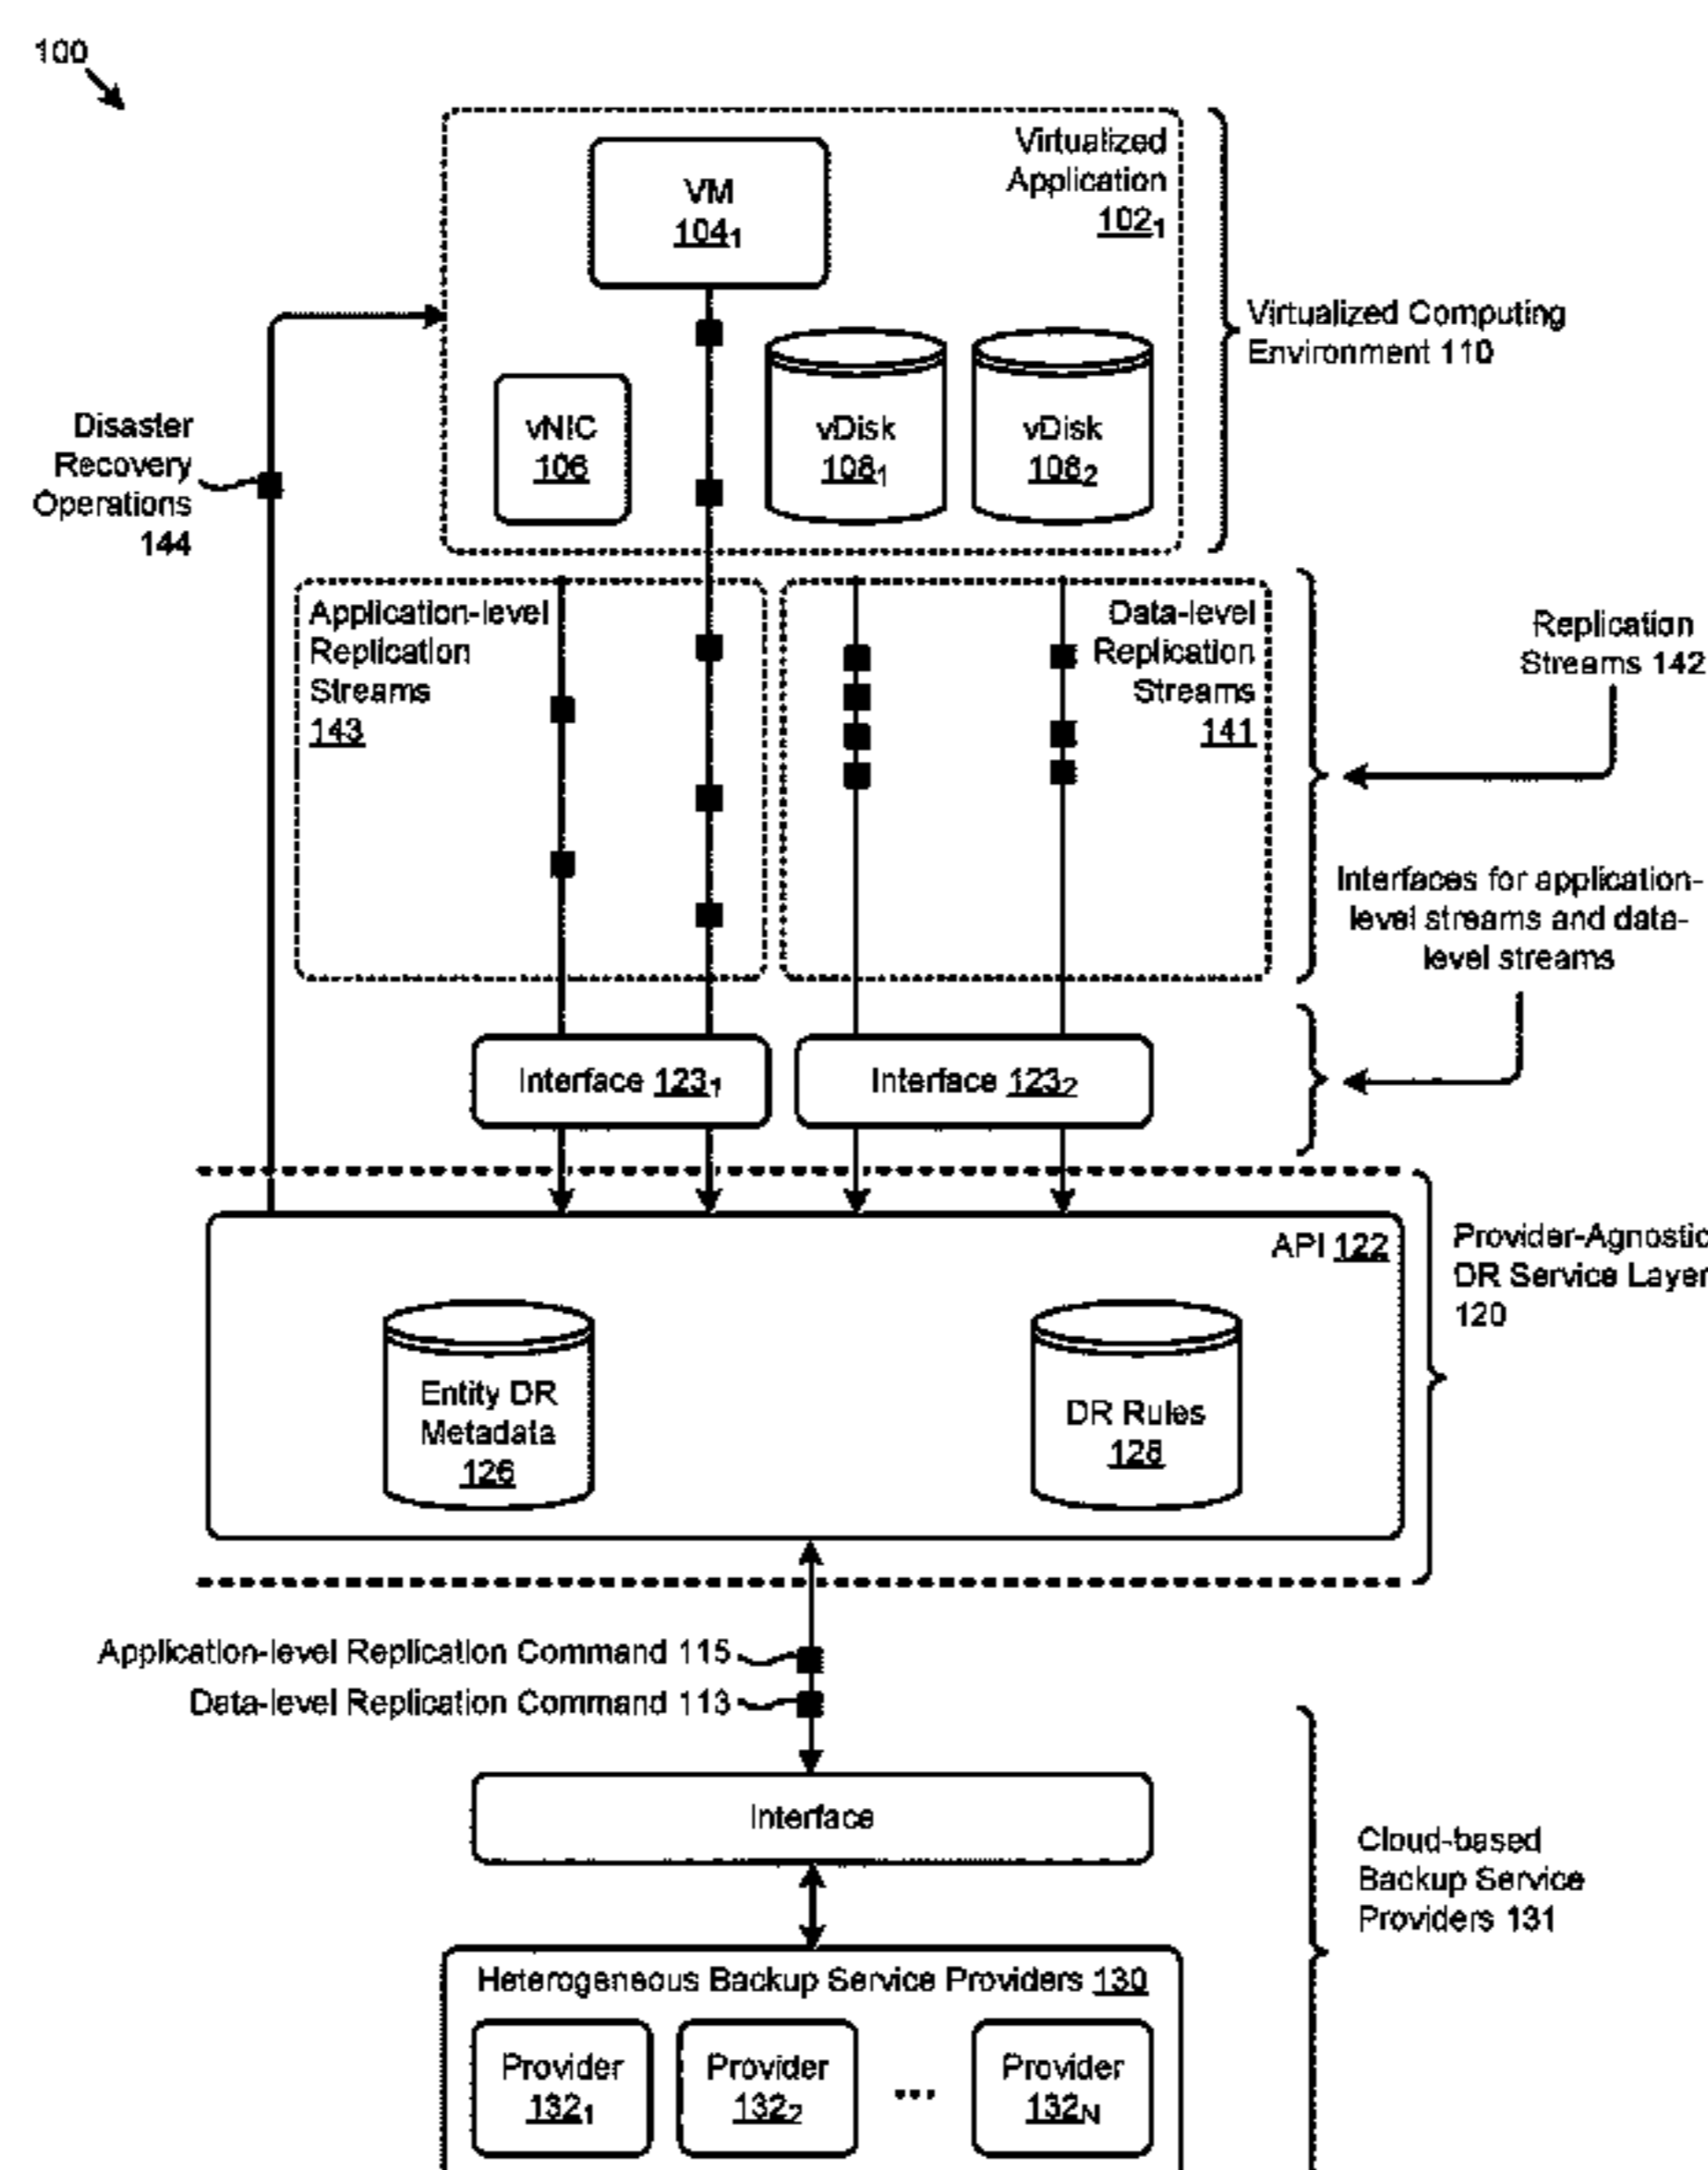 100
Virtualized
Application
102₁
VM
104₁
Virtualized Computing
Environment 110
vNIC
106
vDisk
108₁
vDisk
108₂
Disaster
Recovery
Operations
144
Application-level
Replication
Streams
143
Data-level
Replication
Streams
141
Replication
Streams 142
Interfaces for application-
level streams and data-
level streams
Interface 123₁
Interface 123₂
API 122
Provider-Agnostic
DR Service Layer
120
Entity DR
Metadata
126
DR Rules
128
Application-level Replication Command 115
Data-level Replication Command 113
Interface
Cloud-based
Backup Service
Providers 131
Heterogeneous Backup Service Providers 130
Provider
132₁
Provider
132₂
...
Provider
132N